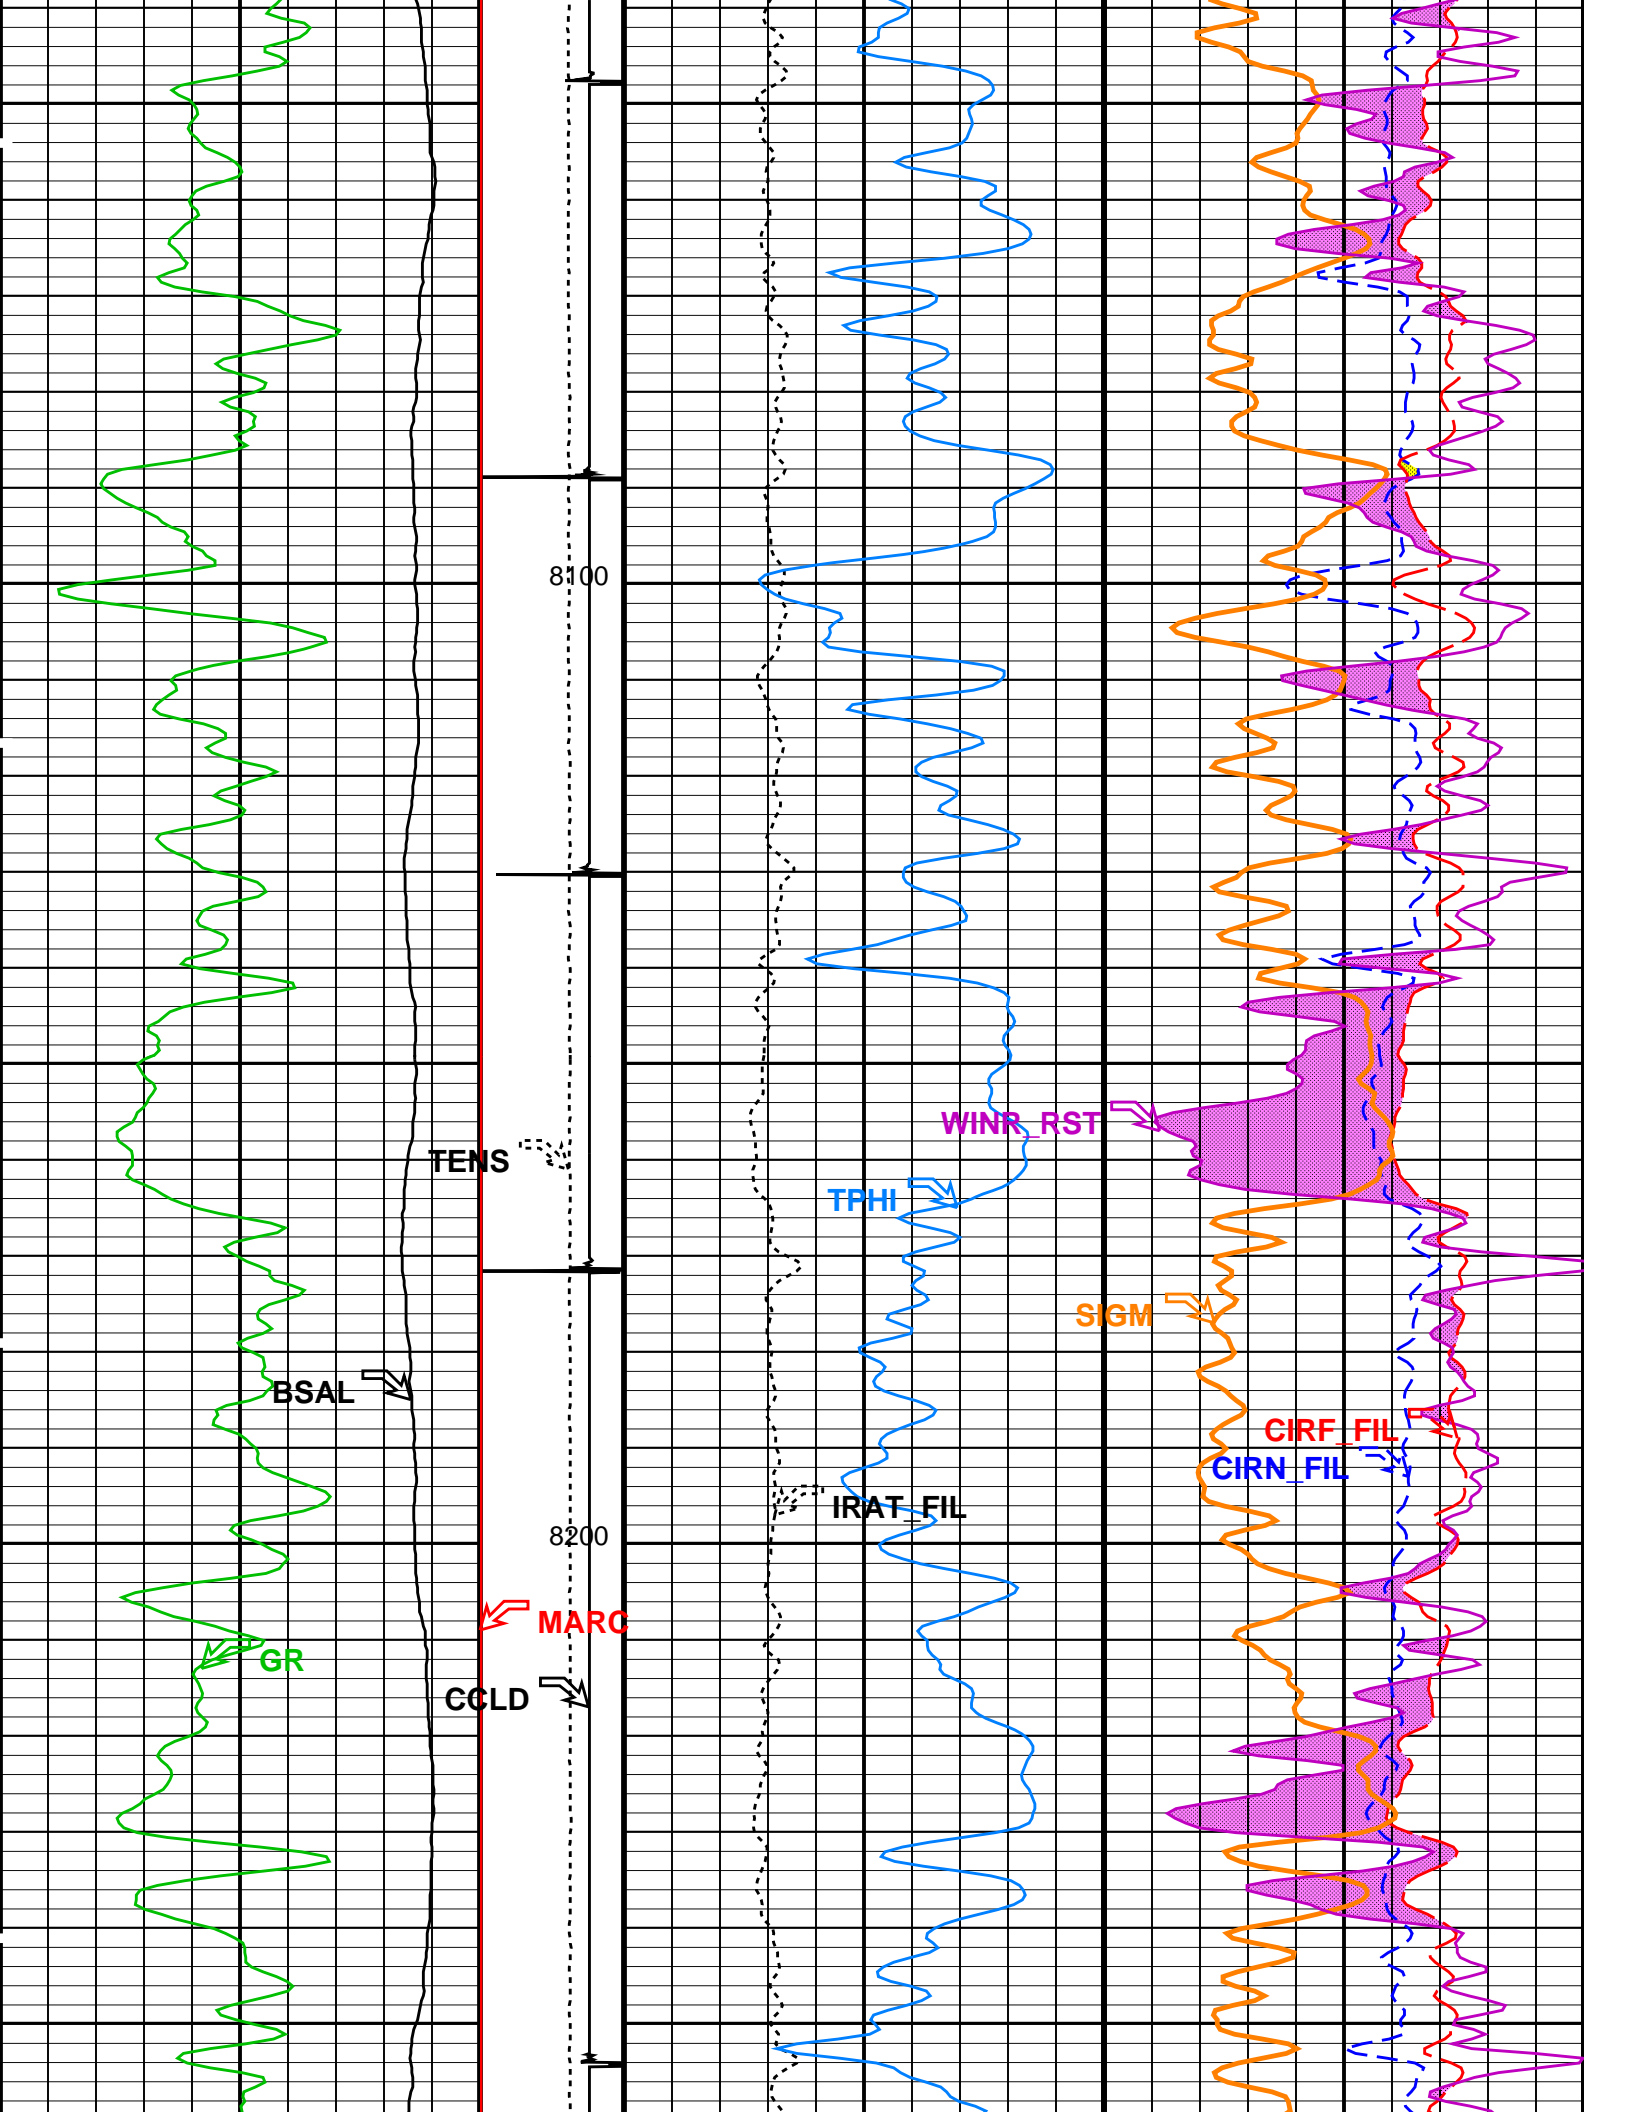 8100
WINR_RST
TENS
TPHI
SIGM
BSAL
CIRF_FIL
CIRN_FIL
IRAT_FIL
8200
MARC
GR
CCLD